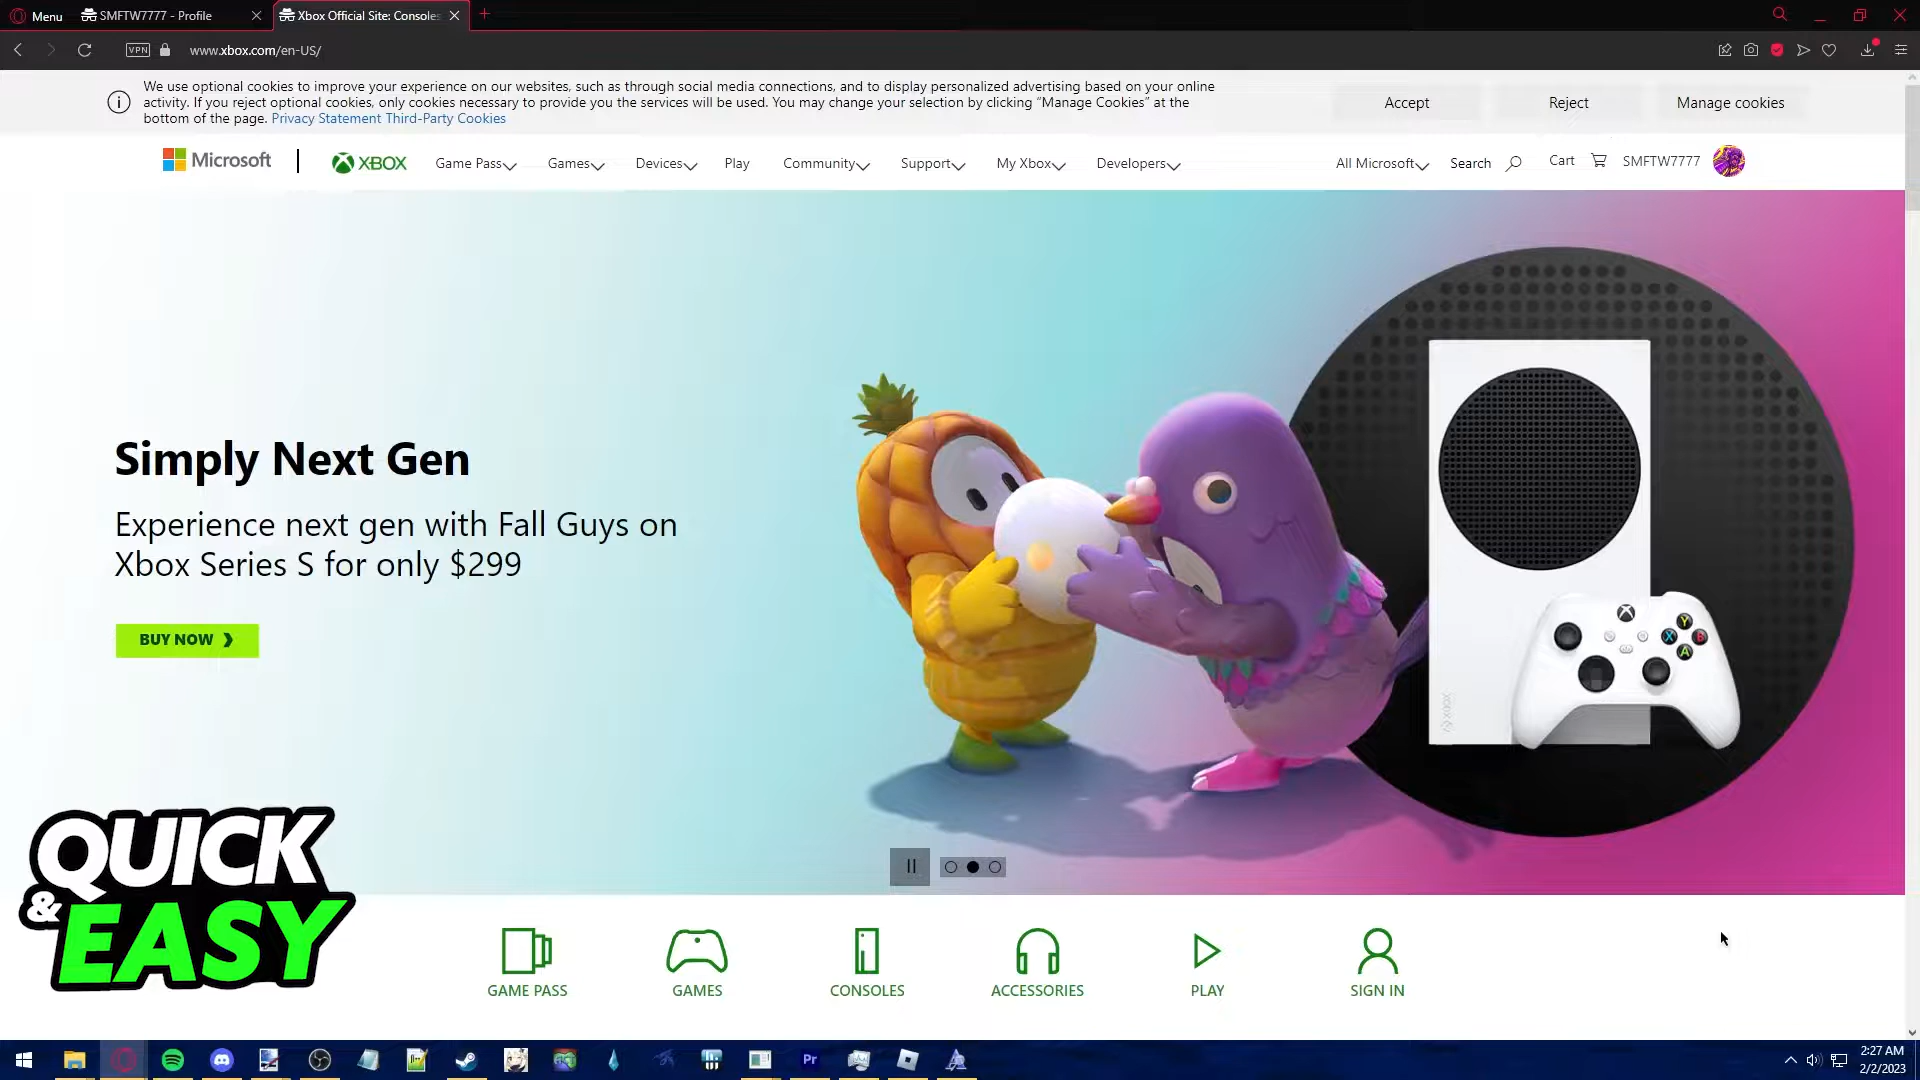 Menu
SMFTW7777 - Profile
Xbox Official Site: Consoles
VPN
www.xbox.com/en-US/
We use optional cookies to improve your experience on our websites, such as through social media connections, and to display personalized advertising based on your online
activity. If you reject optional cookies, only cookies necessary to provide you the services will be used. You may change your selection by clicking “Manage Cookies” at the
bottom of the page. Privacy Statement Third-Party Cookies
Accept
Reject
Manage cookies
Microsoft
XBOX
Game Pass
Games
Devices
Play
Community
Support
My Xbox
Developers
All Microsoft
Search
Cart
SMFTW7777
Simply Next Gen
Experience next gen with Fall Guys on
Xbox Series S for only $299
BUY NOW
XBOX
Y
X
B
A
QUICK
&
EASY
GAME PASS
GAMES
CONSOLES
ACCESSORIES
PLAY
SIGN IN
Pr
2:27 AM
2/2/2023